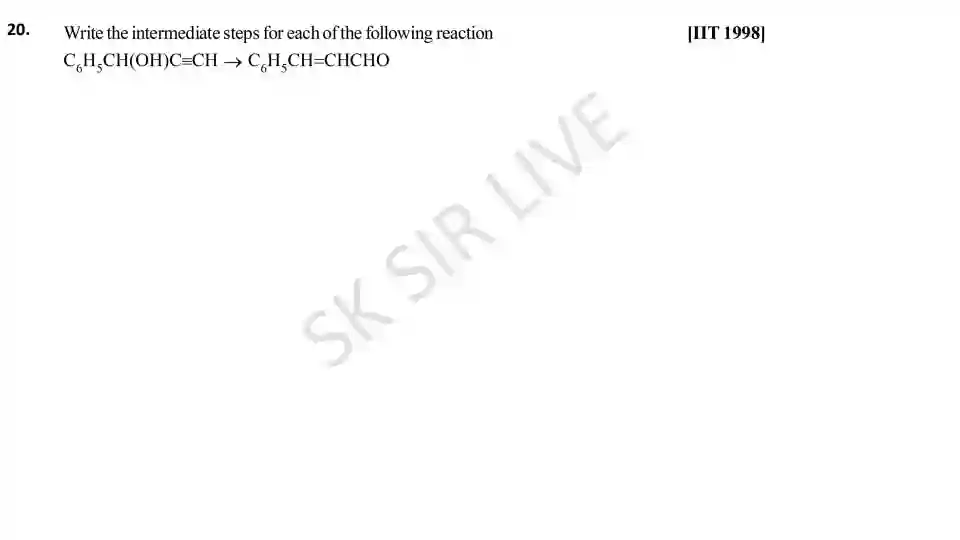 20. Write the intermediate steps for each of the following reaction [IIT 1998]
C₆H₅CH(OH)C≡CH → C₆H₅CH=CHCHO
SK SIR LIVE